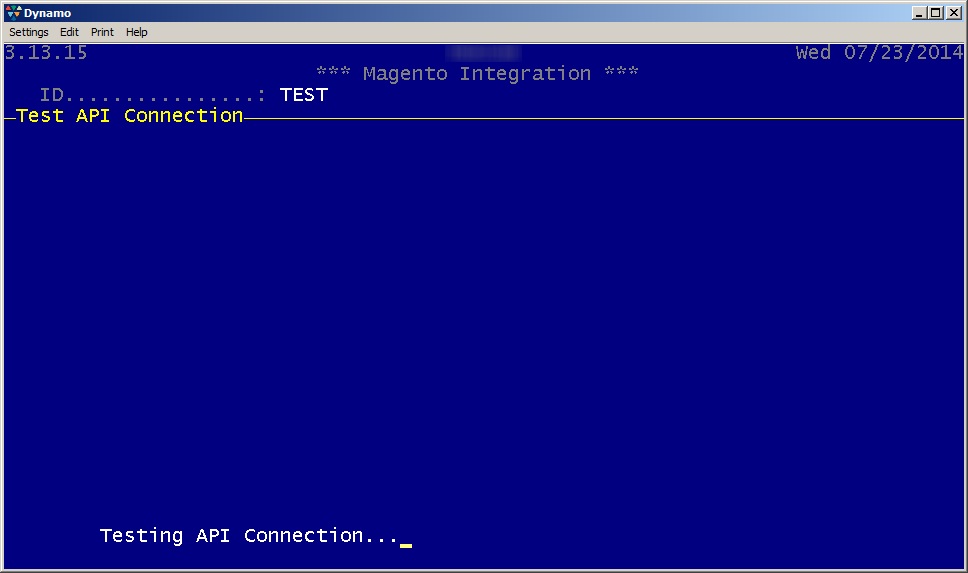 Dynamo
Settings Edit Print Help
3.13.15 Wed 07/23/2014
*** Magento Integration ***
ID................: TEST
Test API Connection
Testing API Connection..._